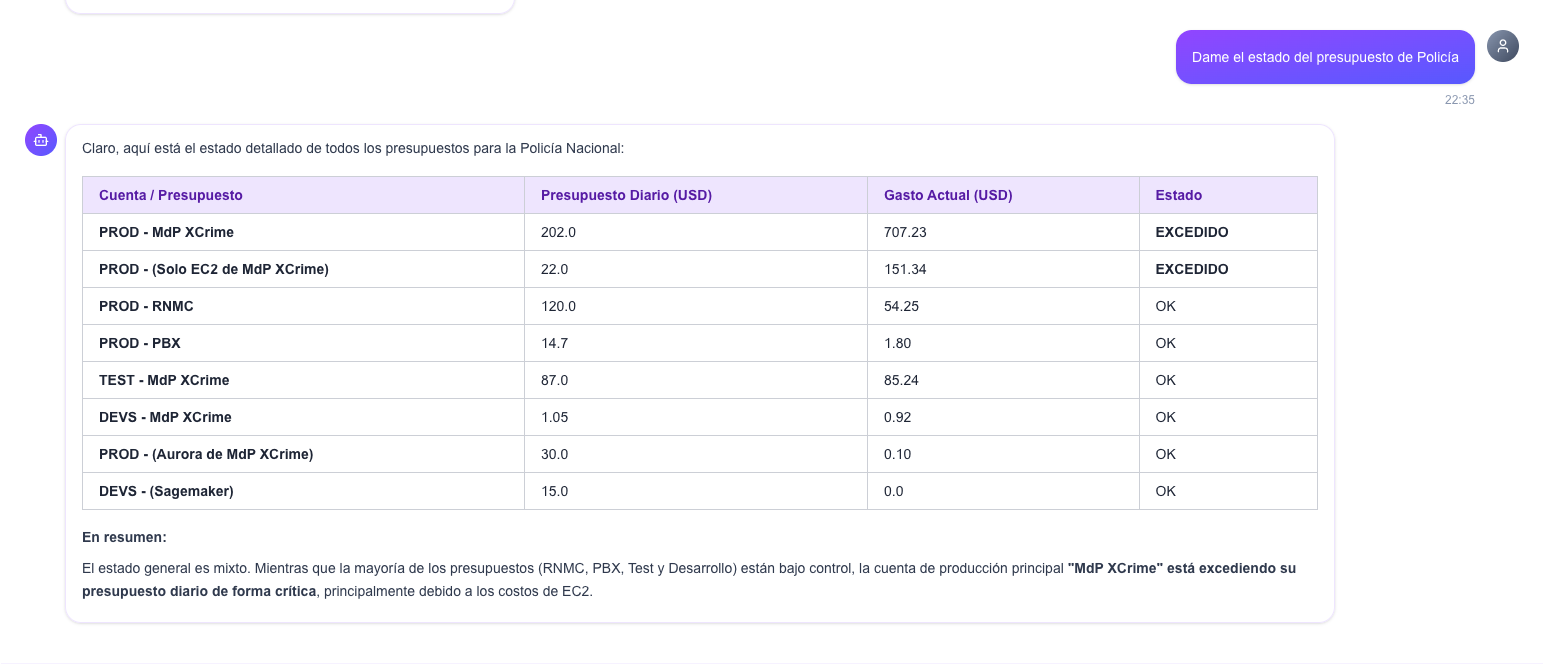 Dame el estado del presupuesto de Policía
22:35
Claro, aquí está el estado detallado de todos los presupuestos para la Policía Nacional:
Cuenta / Presupuesto Presupuesto Diario (USD) Gasto Actual (USD) Estado
PROD - MdP XCrime 202.0 707.23 EXCEDIDO
PROD - (Solo EC2 de MdP XCrime) 22.0 151.34 EXCEDIDO
PROD - RNMC 120.0 54.25 OK
PROD - PBX 14.7 1.80 OK
TEST - MdP XCrime 87.0 85.24 OK
DEVS - MdP XCrime 1.05 0.92 OK
PROD - (Aurora de MdP XCrime) 30.0 0.10 OK
DEVS - (Sagemaker) 15.0 0.0 OK
En resumen:
El estado general es mixto. Mientras que la mayoría de los presupuestos (RNMC, PBX, Test y Desarrollo) están bajo control, la cuenta de producción principal "MdP XCrime" está excediendo su
presupuesto diario de forma crítica, principalmente debido a los costos de EC2.